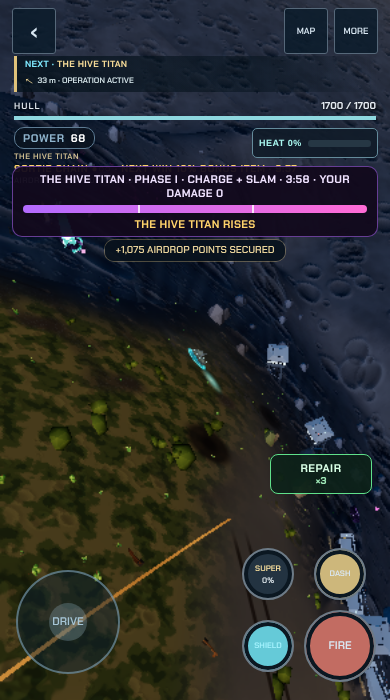 ‹
MAP
MORE
NEXT · THE HIVE TITAN
33 m · OPERATION ACTIVE
HULL
1700 / 1700
POWER 68
HEAT 0%
THE HIVE TITAN
THE HIVE TITAN · PHASE I · CHARGE + SLAM · 3:58 · YOUR
DAMAGE 0
THE HIVE TITAN RISES
+1,075 AIRDROP POINTS SECURED
REPAIR
×3
SUPER
0%
DASH
DRIVE
SHIELD
FIRE